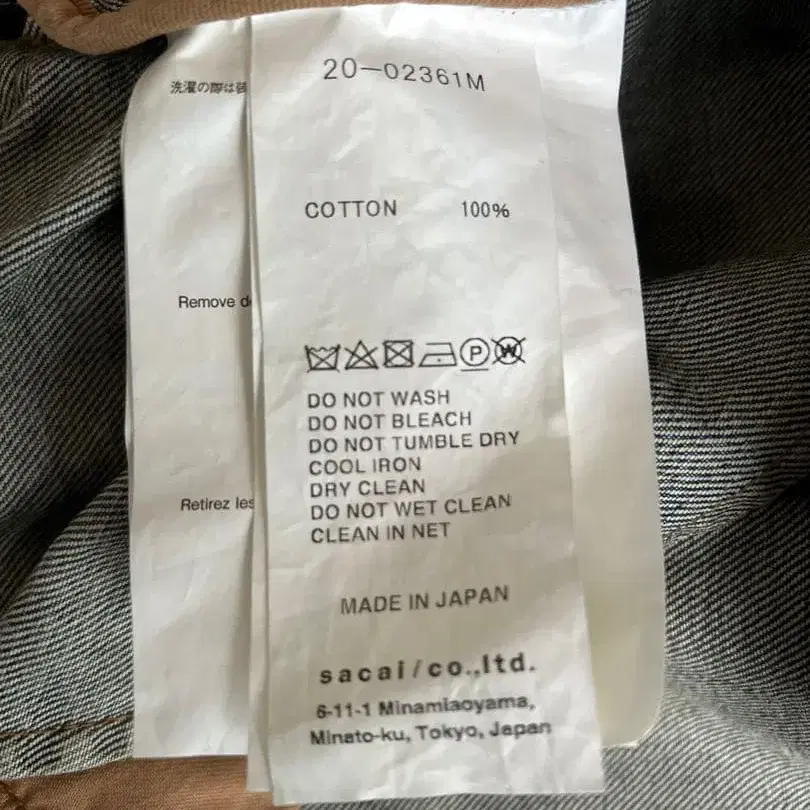 20-02361M
COTTON 100%
P W
DO NOT WASH
DO NOT BLEACH
DO NOT TUMBLE DRY
COOL IRON
DRY CLEAN
DO NOT WET CLEAN
CLEAN IN NET
MADE IN JAPAN
sacai/co.,ltd.
6-11-1 Minamiaoyama,
Minato-ku, Tokyo, Japan
洗濯の際は
Remove
Retirez les